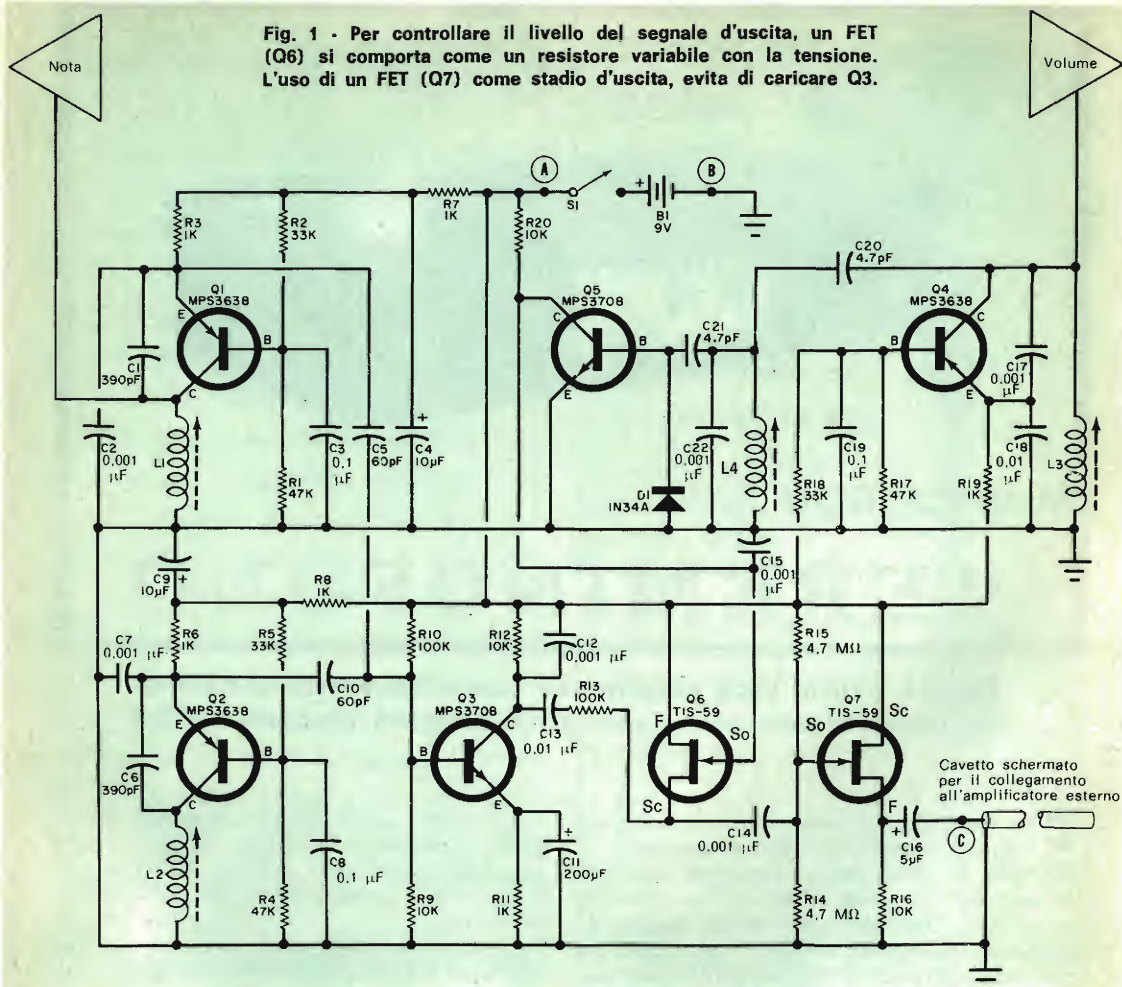 Fig. 1 - Per controllare il livello del segnale d'uscita, un FET
(Q6) si comporta come un resistore variabile con la tensione.
L'uso di un FET (Q7) come stadio d'uscita, evita di caricare Q3.
Nota
Volume
A
B
S1
+
B1
9V
R7
1K
R3
1K
R2
33K
R20
10K
C20
4.7pF
Q1
MPS3638
E
B
C
C1
390pF
Q5
MPS3708
C
B
E
C21
4.7pF
Q4
MPS3638
C
B
E
C17
0.001
μF
C2
0,001
μF
L1
R1
47K
C3
0.1
μF
C5
60pF
C4
10μF
+
D1
1N34A
C22
0.001
μF
L4
R18
33K
C19
0.1
μF
R17
47K
R19
1K
C18
0.01
μF
L3
C9
10μF
+
R8
1K
C15
0.001
μF
C7
0,001 μF
R6
1K
R5
33K
R10
100K
R12
10K
C12
0,001 μF
R15
4,7 MΩ
C10
60pF
Q2
MPS3638
E
B
C
C6
390pF
Q3
MPS3708
C
B
E
C13
0,01 μF
R13
100K
Q6
TIS-59
F
So
Sc
Q7
TIS-59
So
Sc
F
Cavetto schermato
per il collegamento
all'amplificatore esterno
C14
0.001 μF
+
C16
5μF
C
L2
R4
47K
C8
0,1 μF
R9
10K
R11
1K
+
C11
200μF
R14
4,7 MΩ
R16
10K